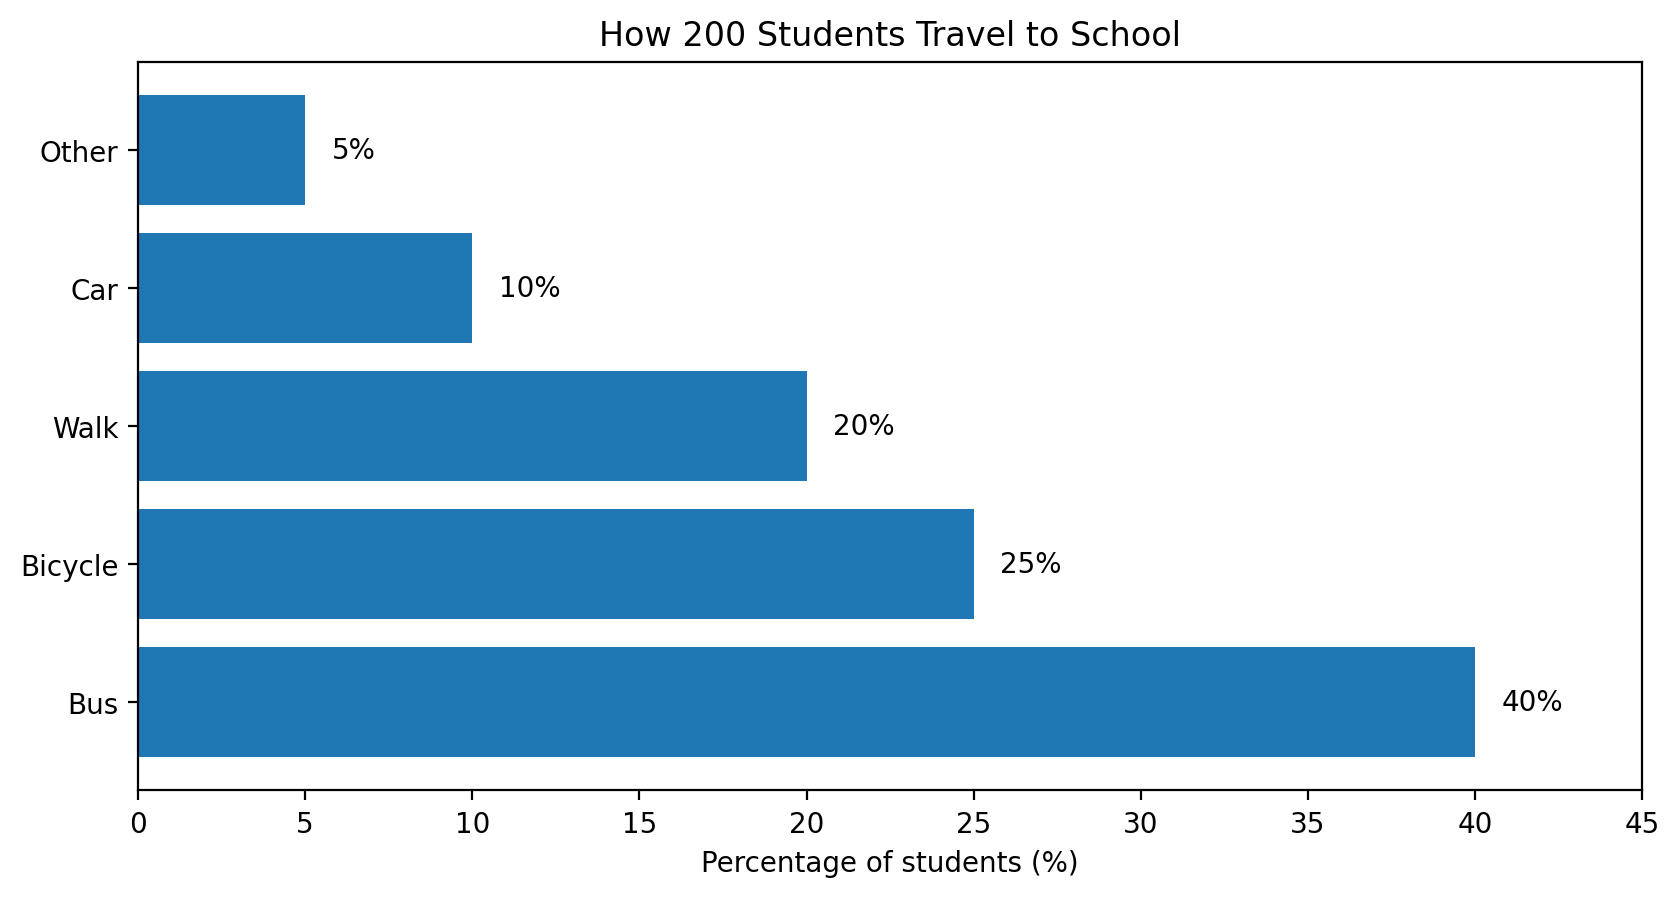 How 200 Students Travel to School
Other
5%
Car
10%
Walk
20%
Bicycle
25%
Bus
40%
0 5 10 15 20 25 30 35 40 45
Percentage of students (%)